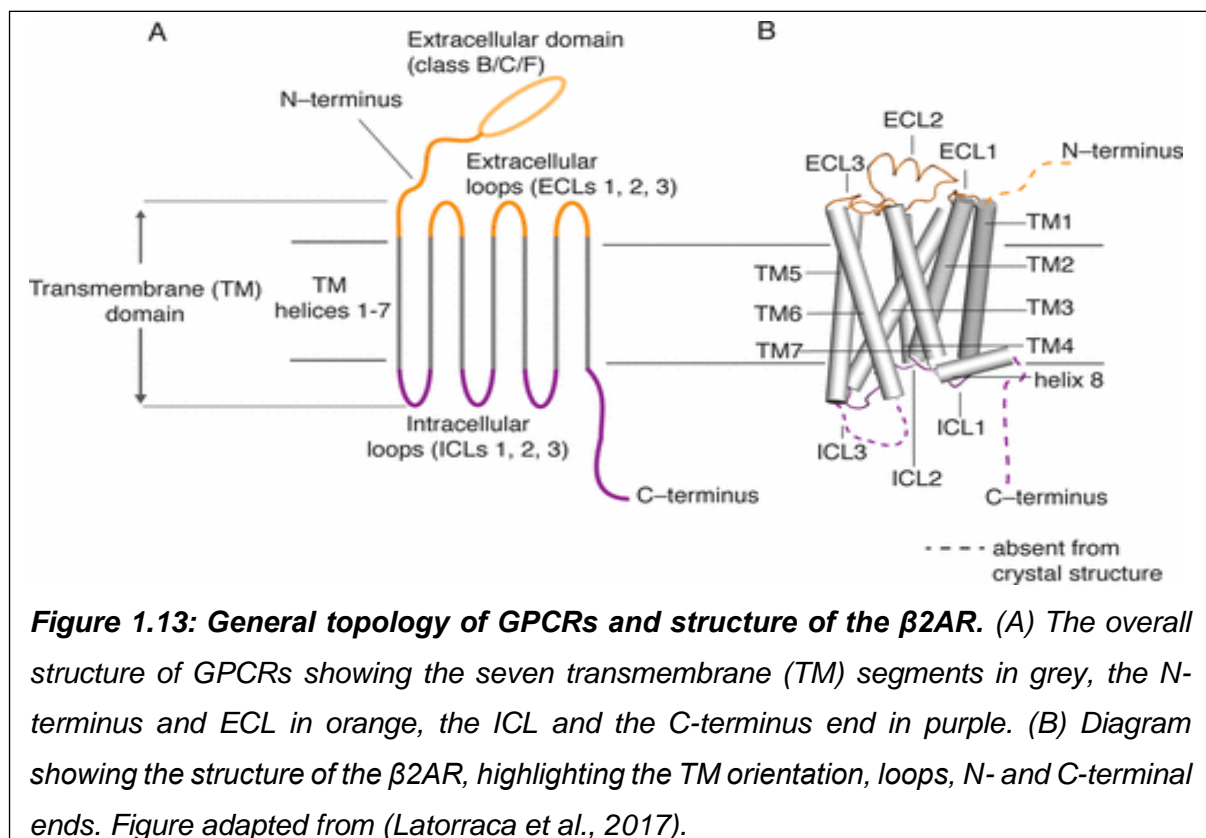 A
Extracellular domain
(class B/C/F)
N–terminus
Extracellular
loops (ECLs 1, 2, 3)
Transmembrane (TM)
domain
TM
helices 1-7
Intracellular
loops (ICLs 1, 2, 3)
C–terminus
B
ECL2
ECL3
ECL1
N–terminus
TM1
TM5
TM2
TM6
TM3
TM7
TM4
helix 8
ICL1
ICL3
ICL2
C–terminus
absent from
crystal structure
Figure 1.13: General topology of GPCRs and structure of the β2AR. (A) The overall
structure of GPCRs showing the seven transmembrane (TM) segments in grey, the N-
terminus and ECL in orange, the ICL and the C-terminus end in purple. (B) Diagram
showing the structure of the β2AR, highlighting the TM orientation, loops, N- and C-terminal
ends. Figure adapted from (Latorraca et al., 2017).